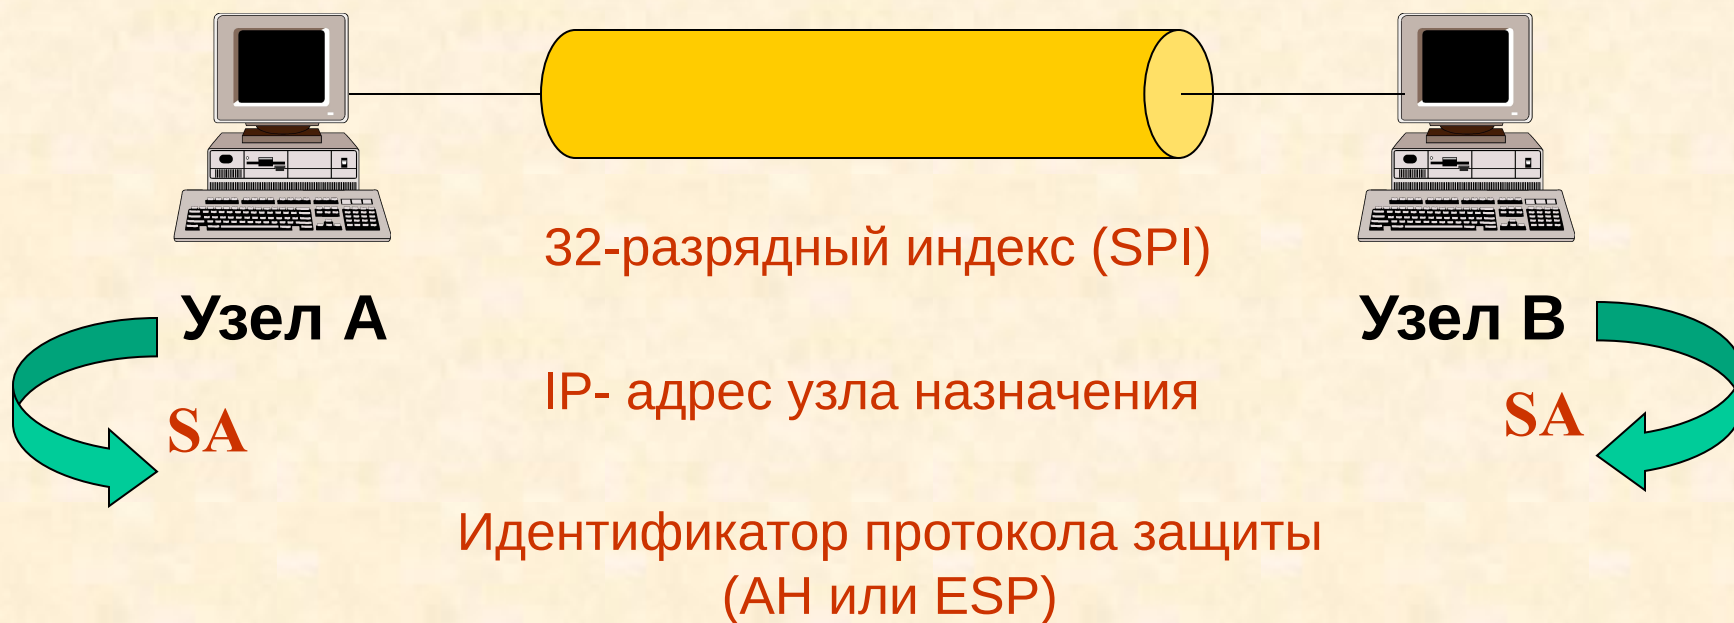 32-разрядный индекс (SPI)
Узел А
Узел В
IP- адрес узла назначения
SA
SA
Идентификатор протокола защиты
(AH или ESP)